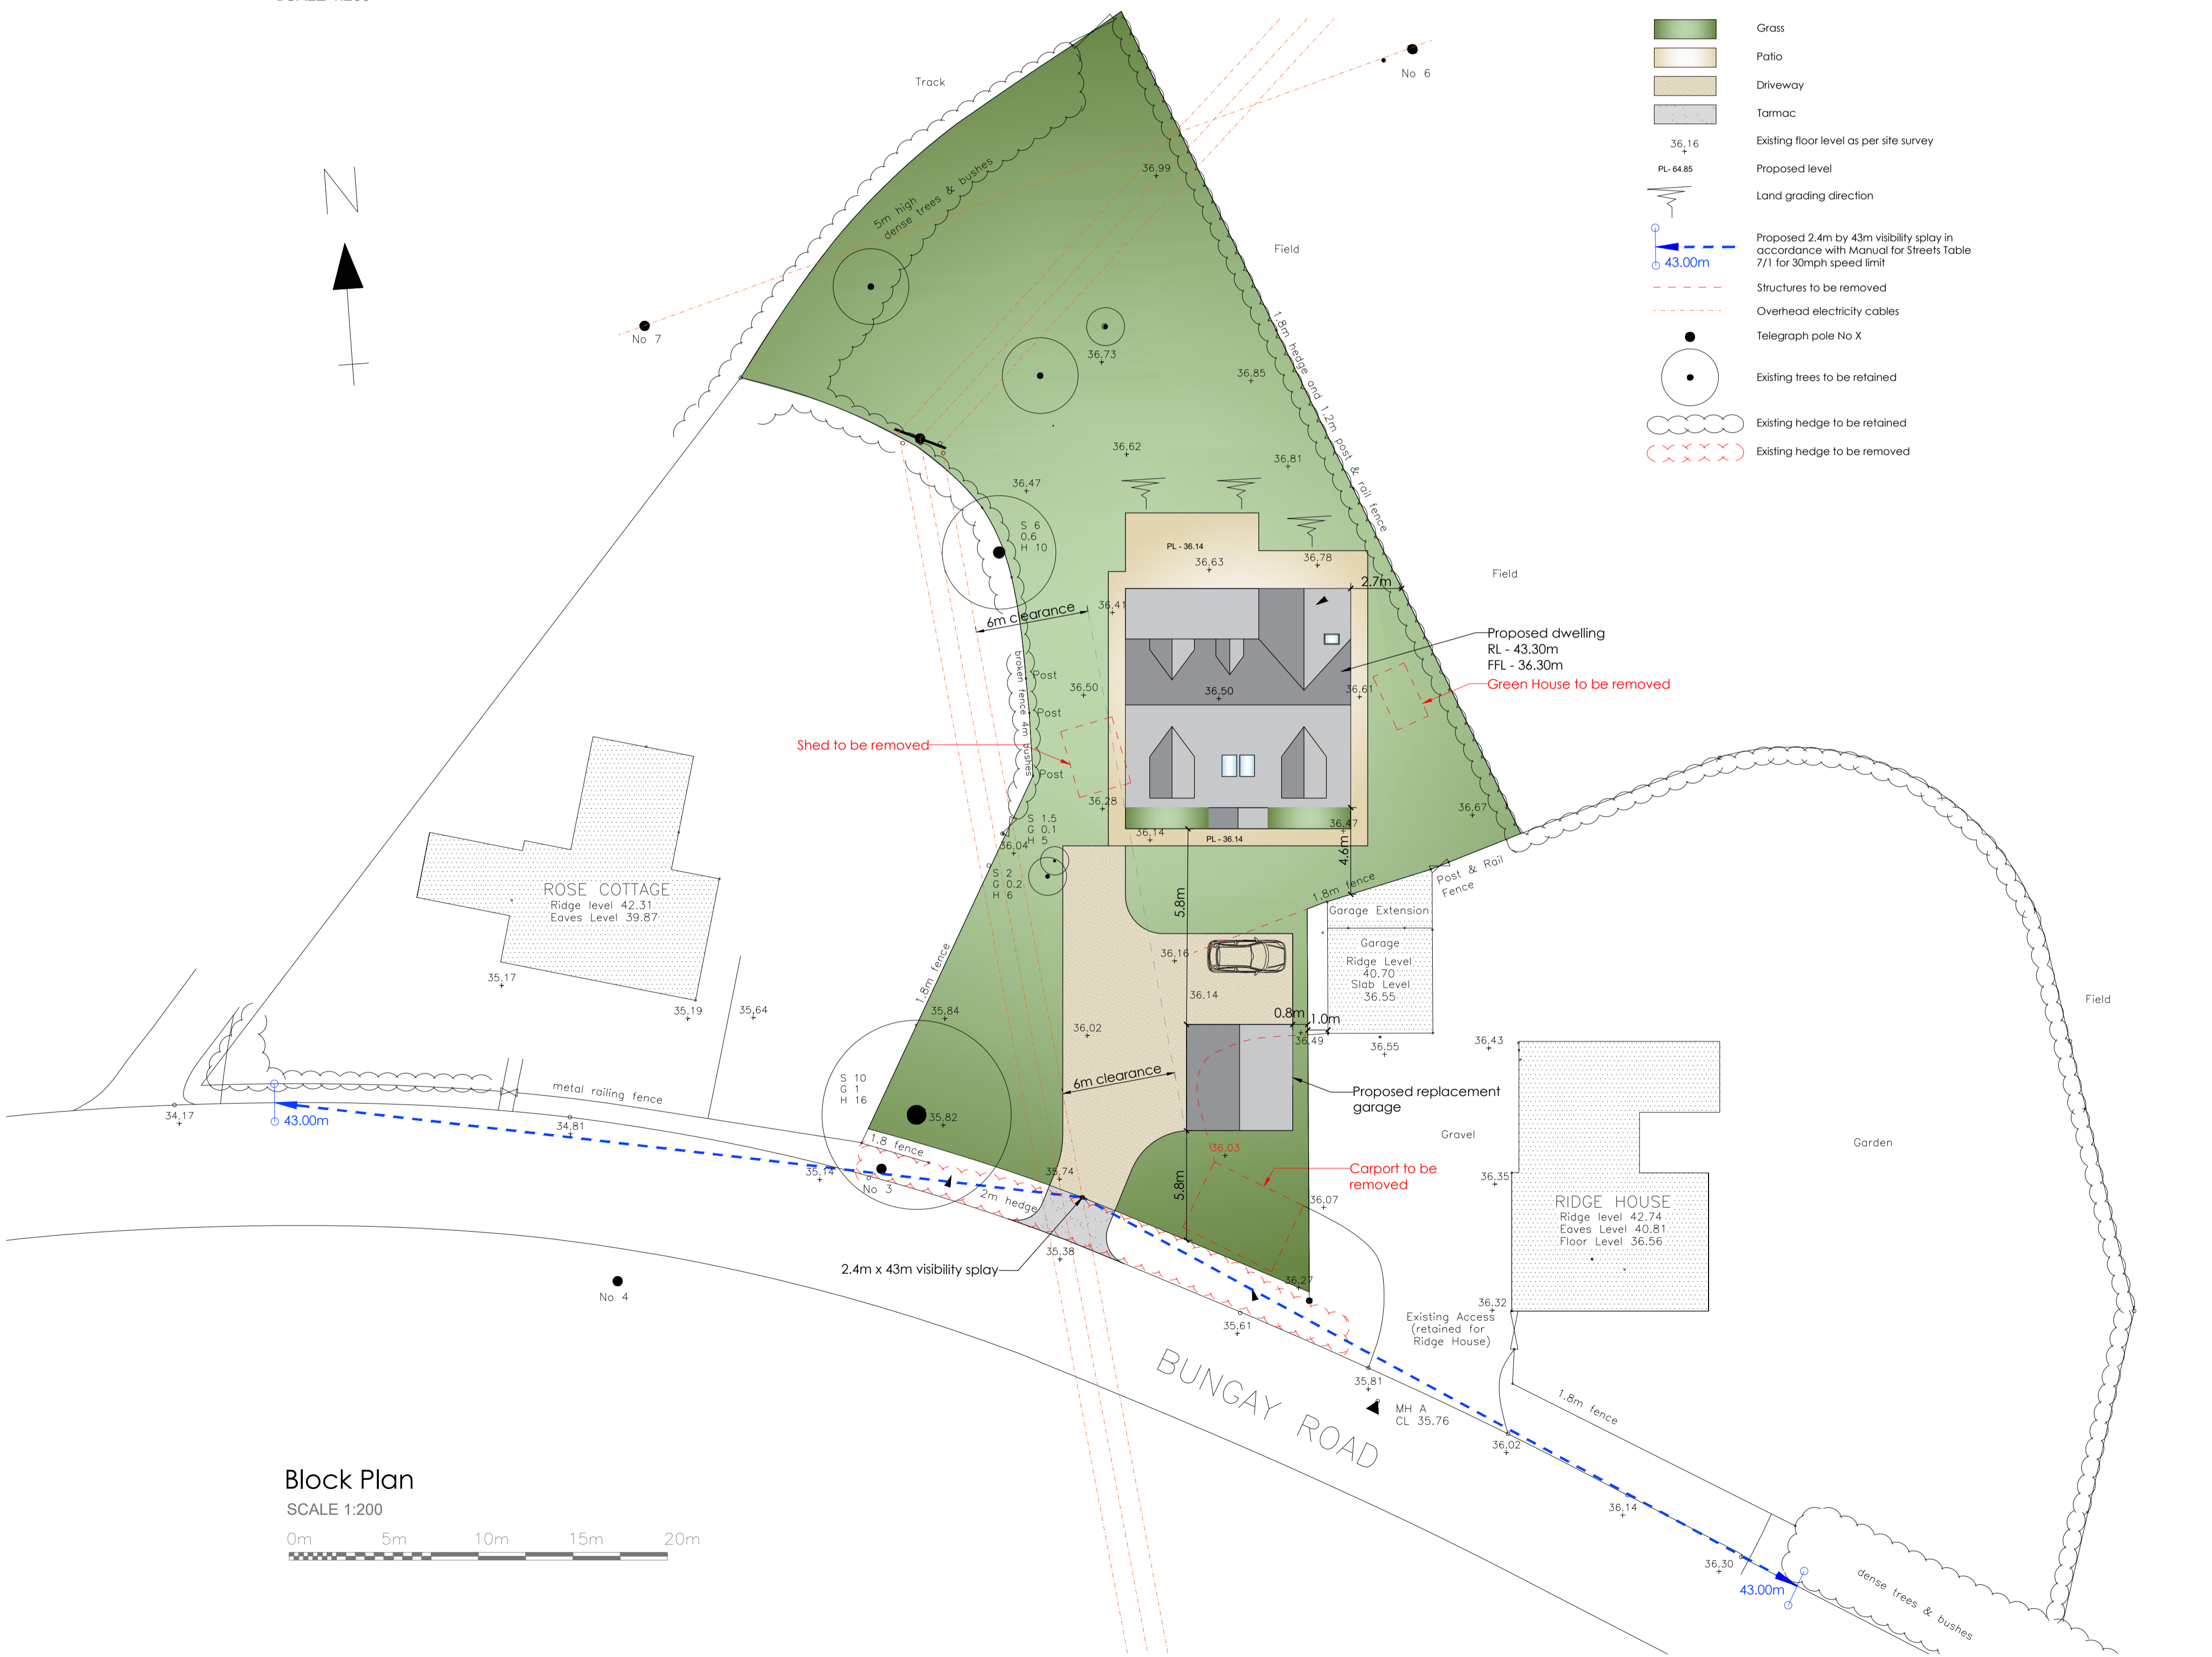 Grass
Patio
Driveway
Tarmac
36.16
Existing floor level as per site survey
PL- 64.85
Proposed level
Land grading direction
43.00m
Proposed 2.4m by 43m visibility splay in
accordance with Manual for Streets Table
7/1 for 30mph speed limit
Structures to be removed
Overhead electricity cables
Telegraph pole No X
Existing trees to be retained
Existing hedge to be retained
Existing hedge to be removed
N
Track
No 6
No 7
5m high
dense trees & bushes
36.99
Field
36.73
36.85
1.8m hedge and 1.2m post & rail fence
36.62
36.81
36.47
S 6
0.6
H 10
PL - 36.14
36.63
36.78
Field
2.7m
36.41
6m clearance
Proposed dwelling
RL - 43.30m
FFL - 36.30m
Green House to be removed
broken fence 4m bushes
Post
Post
Post
36.50
36.50
36.61
Shed to be removed
36.28
36.67
S 1.5
G 0.1
H 5
36.04
36.14
PL - 36.14
36.47
4.6m
S 2
G 0.2
H 6
Post & Rail
Fence
1.8m fence
ROSE COTTAGE
Ridge level 42.31
Eaves Level 39.87
5.8m
Garage Extension
Garage
Ridge Level
40.70
Slab Level
36.55
36.16
36.14
1.8m fence
35.17
35.19
35.64
35.84
36.02
0.8m
1.0m
36.49
36.55
36.43
Field
6m clearance
Proposed replacement
garage
S 10
G 1
H 16
35.82
metal railing fence
34.17
43.00m
34.81
1.8 fence
35.14
No 3
2m hedge
35.74
36.03
5.8m
Carport to be
removed
36.07
Gravel
Garden
36.35
RIDGE HOUSE
Ridge level 42.74
Eaves Level 40.81
Floor Level 36.56
35.38
2.4m x 43m visibility splay
36.27
36.32
No 4
35.61
Existing Access
(retained for
Ridge House)
BUNGAY ROAD
35.81
MH A
CL 35.76
1.8m fence
36.02
36.14
36.30
43.00m
dense trees & bushes
Block Plan
SCALE 1:200
0m 5m 10m 15m 20m